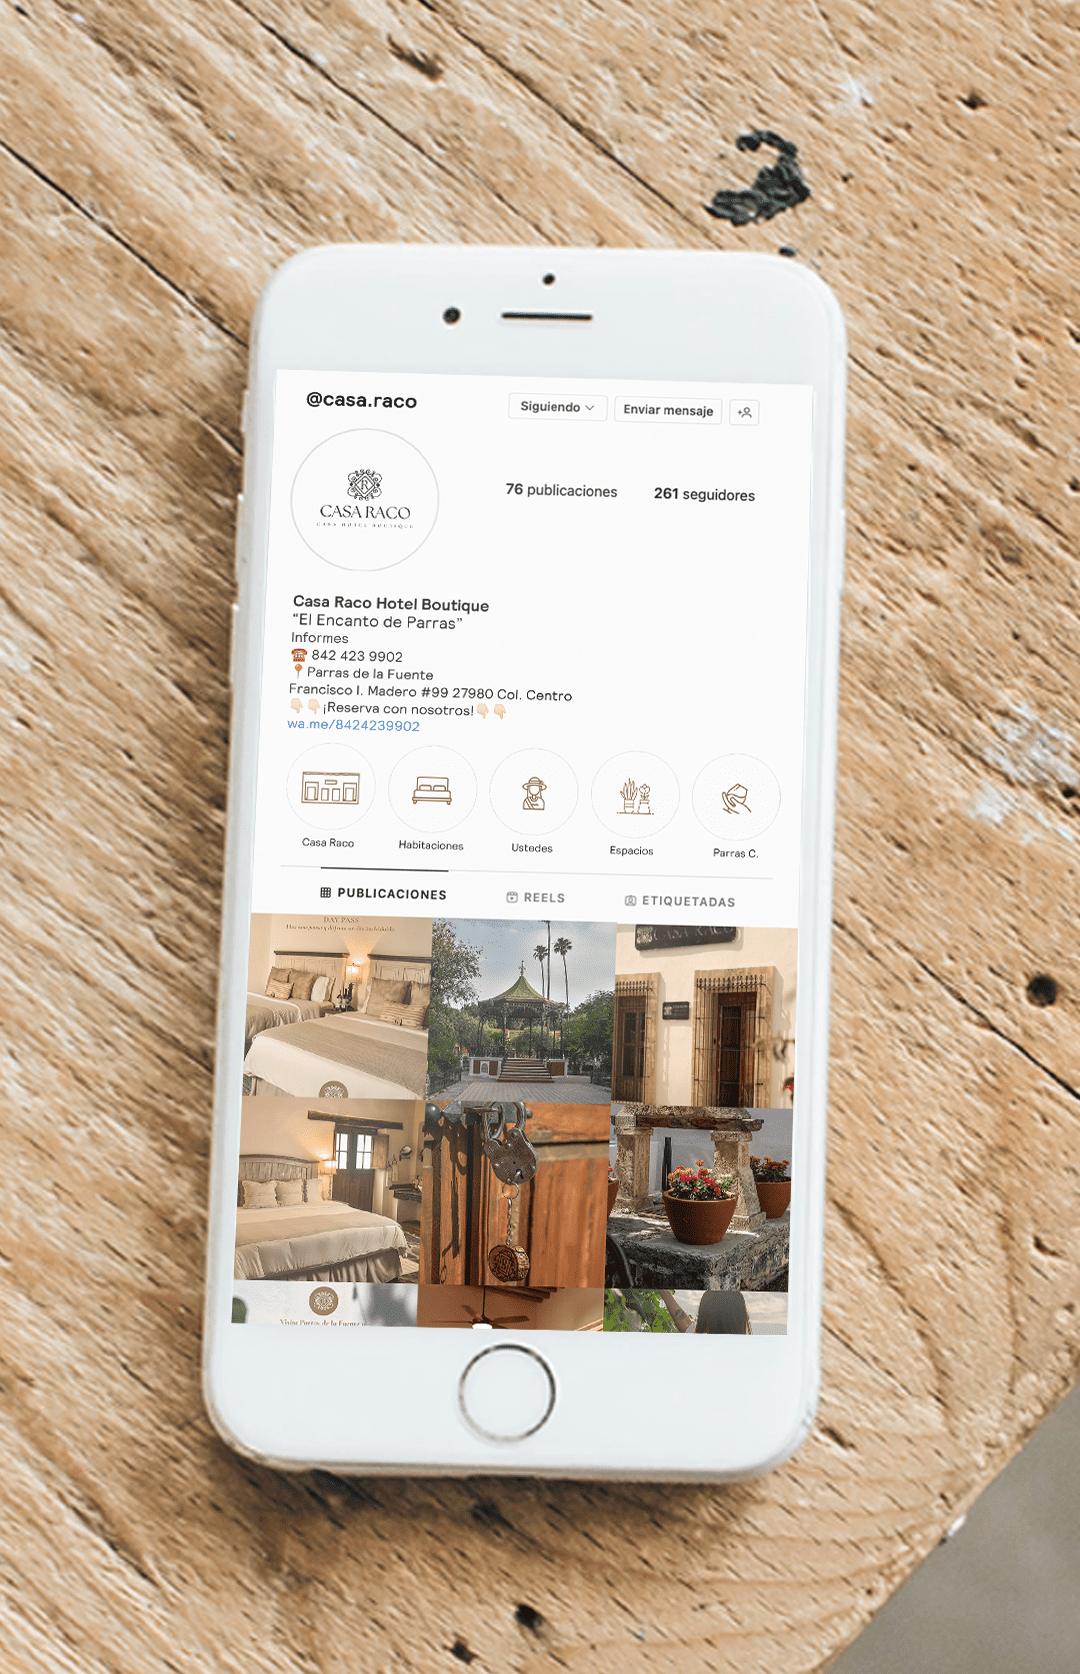 @casa.raco
Siguiendo
Enviar mensaje
R
CASA RACO
CASA HOTEL BOUTIQUE
76 publicaciones
261 seguidores
Casa Raco Hotel Boutique
“El Encanto de Parras”
Informes
☎️ 842 423 9902
📍Parras de la Fuente
Francisco I. Madero #99 27980 Col. Centro
👇🏻👇🏻¡Reserva con nosotros!👇🏻👇🏻
wa.me/8424239902
Casa Raco
Habitaciones
Ustedes
Espacios
Parras C.
PUBLICACIONES
REELS
ETIQUETADAS
DAY PASS
CASA RACO
Visita Parras de la Fuente